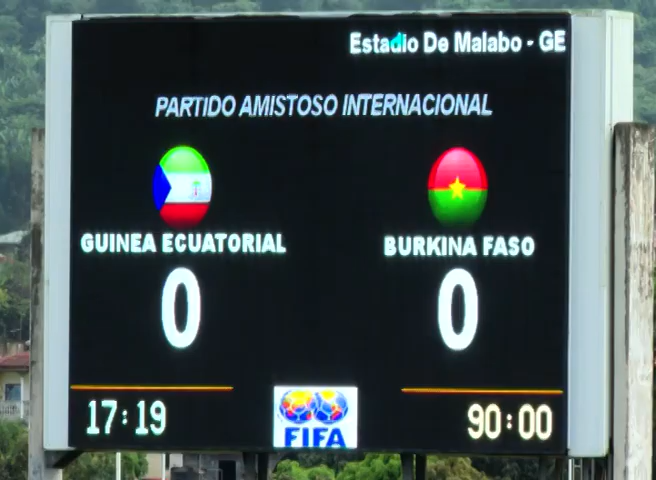 Estadio De Malabo - GE
PARTIDO AMISTOSO INTERNACIONAL
GUINEA ECUATORIAL BURKINA FASO
0 0
17:19 90:00
FIFA